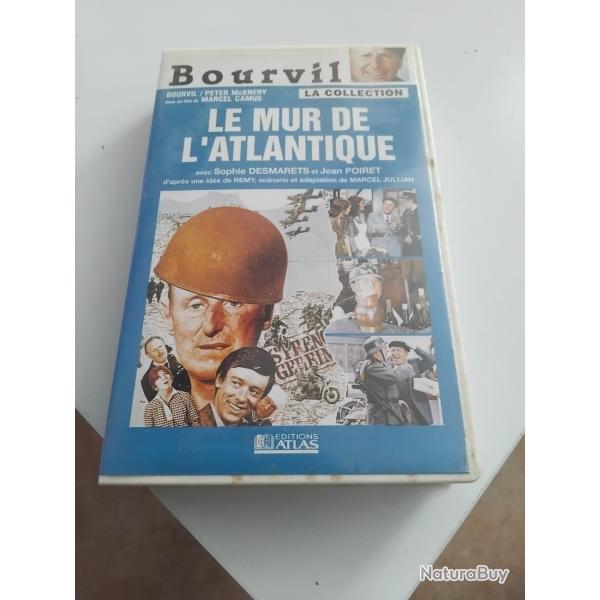 Bourvil
LA COLLECTION
BOURVIL / PETER McENERY
dans un film de MARCEL CAMUS
LE MUR DE
L'ATLANTIQUE
avec Sophie DESMARETS et Jean POIRET
d'après une idée de REMY, scénario et adaptation de MARCEL JULLIAN
STRENG
GEHEIM
EDITIONS
ATLAS
NaturaBuy